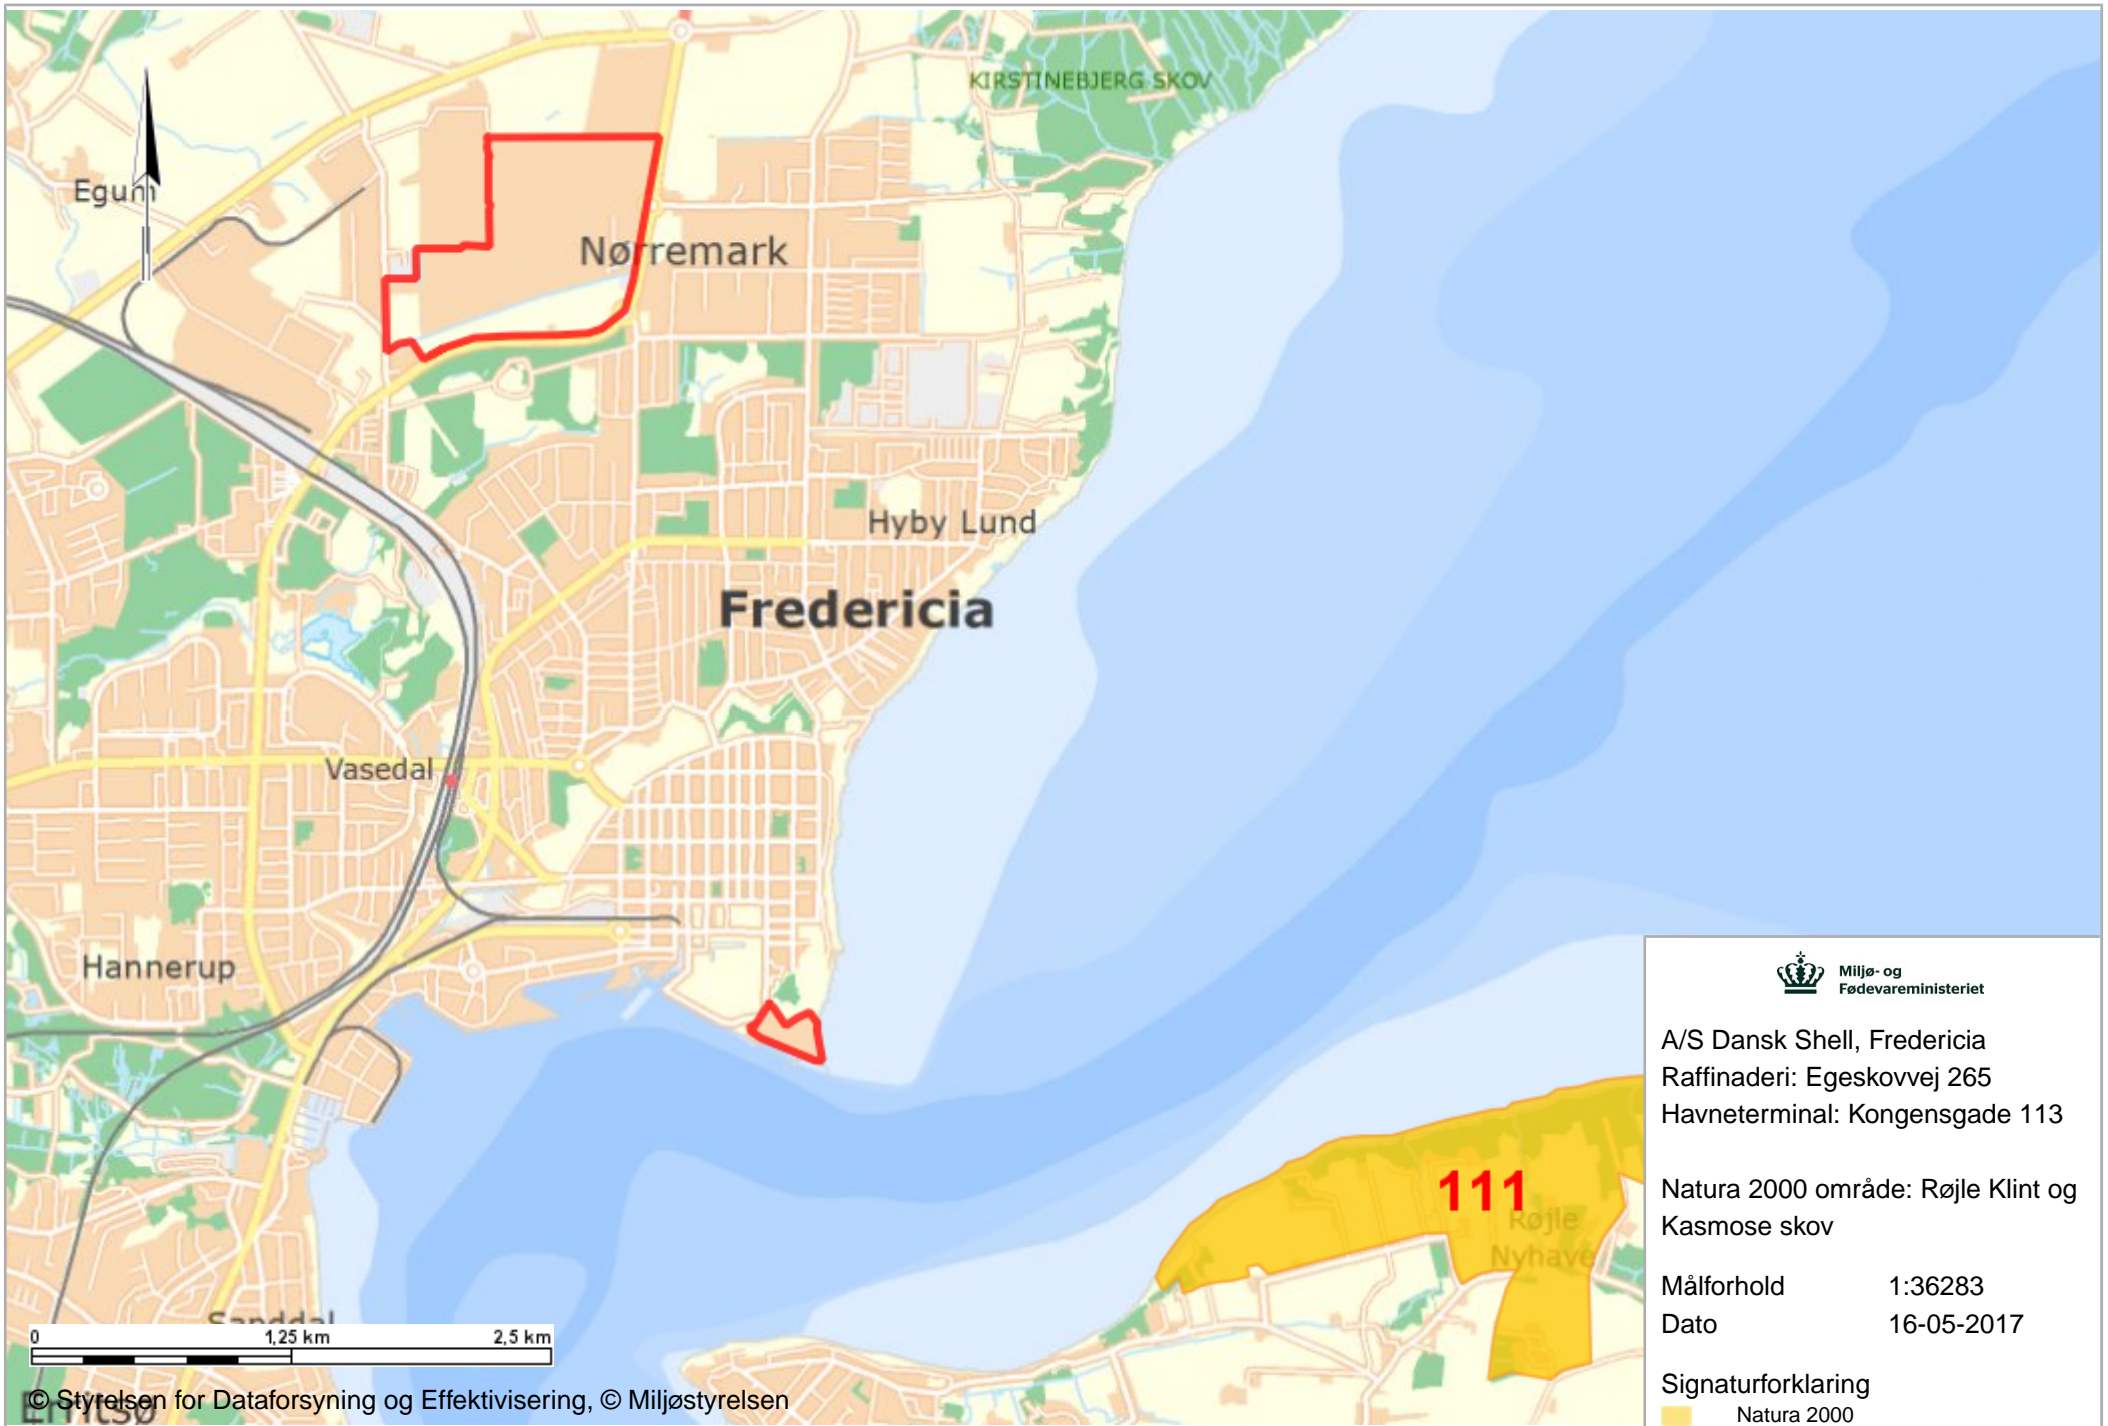 KIRSTINEBJERG SKOV
Egum
Nørremark
Hyby Lund
Fredericia
Vasedal
Hannerup
111
Røjle
Nyhave
Sanddal
Erritsø
0 1,25 km 2,5 km
© Styrelsen for Dataforsyning og Effektivisering, © Miljøstyrelsen
Miljø- og
Fødevareministeriet
A/S Dansk Shell, Fredericia
Raffinaderi: Egeskovvej 265
Havneterminal: Kongensgade 113
Natura 2000 område: Røjle Klint og
Kasmose skov
Målforhold 1:36283
Dato 16-05-2017
Signaturforklaring
Natura 2000